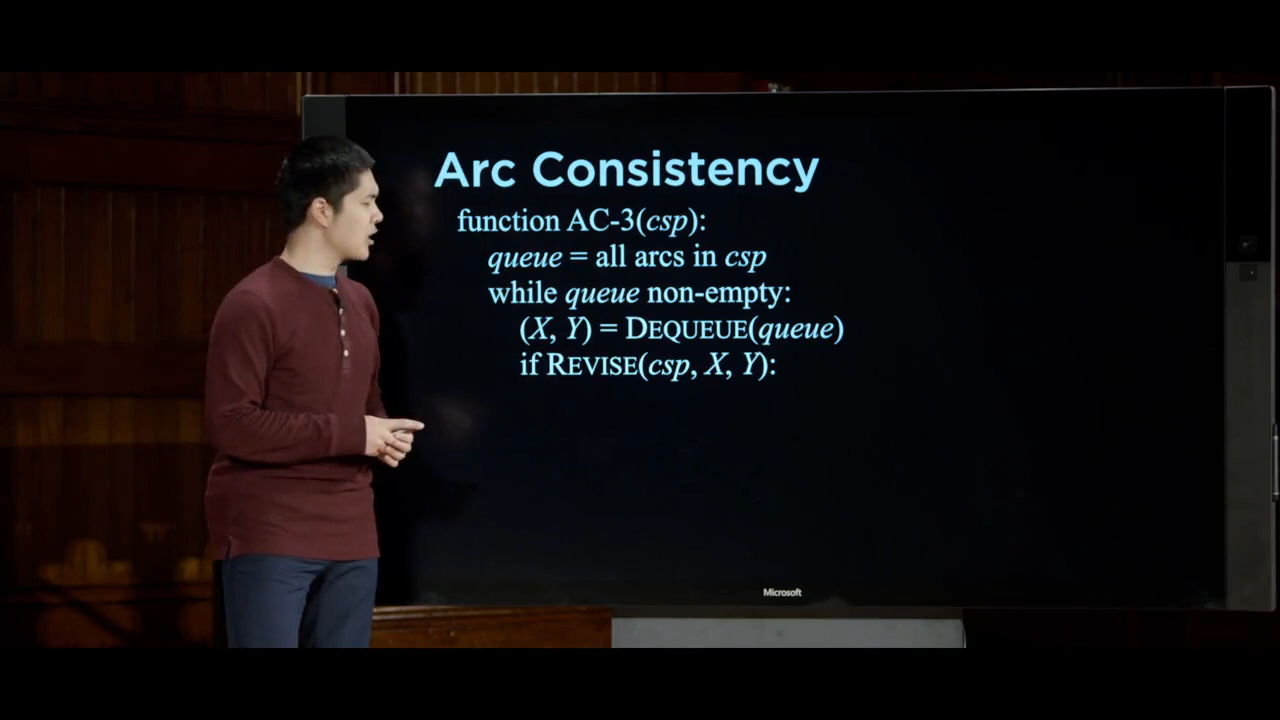 Arc Consistency
function AC-3(csp):
queue = all arcs in csp
while queue non-empty:
(X, Y) = DEQUEUE(queue)
if REVISE(csp, X, Y):
Microsoft